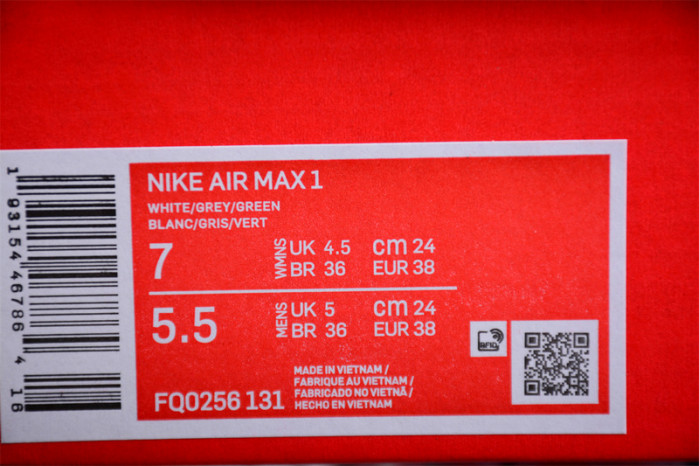 NIKE AIR MAX 1
WHITE/GREY/GREEN
BLANC/GRIS/VERT
7 WMNS UK 4.5 cm 24
BR 36 EUR 38
5.5 MENS UK 5 cm 24
BR 36 EUR 38
RFID
FQ0256 131
MADE IN VIETNAM /
FABRIQUE AU VIETNAM /
FABRICADO NO VIETNÃ /
HECHO EN VIETNAM
1 93154 46786 4 16